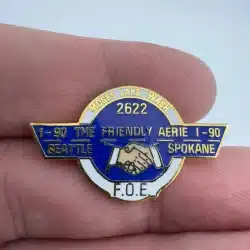 MOSES LAKE WASH
2622
I-90 THE FRIENDLY AERIE I-90
SEATTLE SPOKANE
F.O.E.